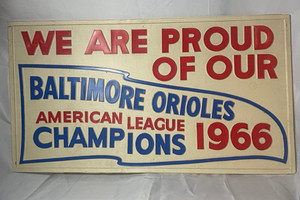 WE ARE PROUD
OF OUR
BALTIMORE ORIOLES
AMERICAN LEAGUE
CHAMPIONS 1966